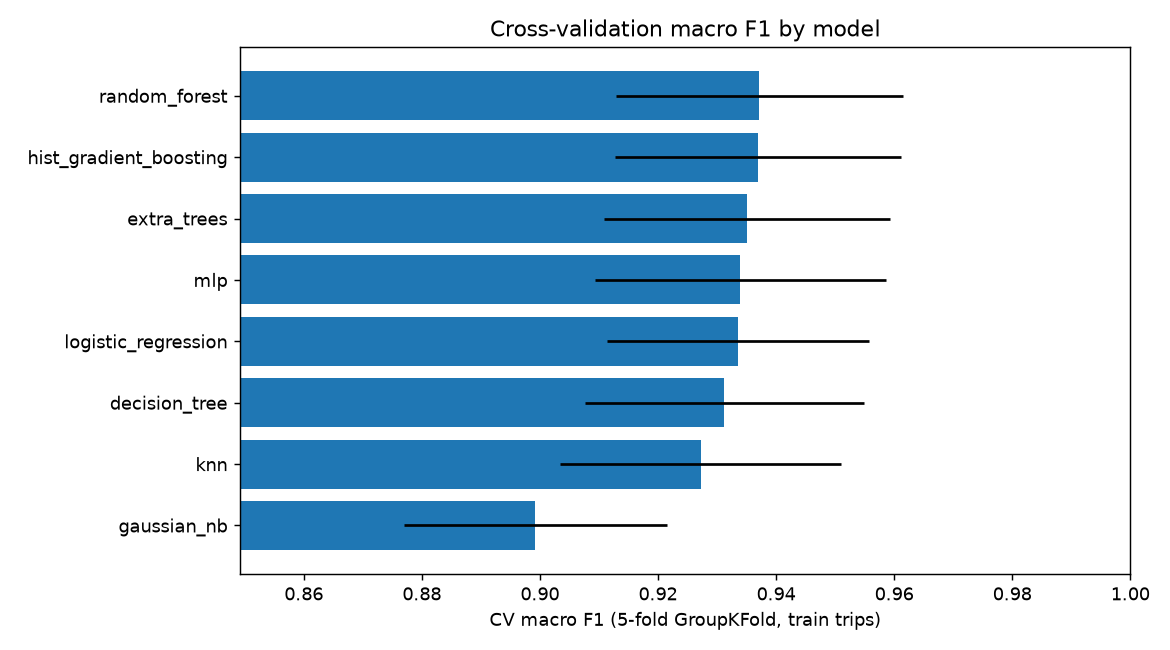 Cross-validation macro F1 by model
random_forest
hist_gradient_boosting
extra_trees
mlp
logistic_regression
decision_tree
knn
gaussian_nb
0.86 0.88 0.90 0.92 0.94 0.96 0.98 1.00
CV macro F1 (5-fold GroupKFold, train trips)